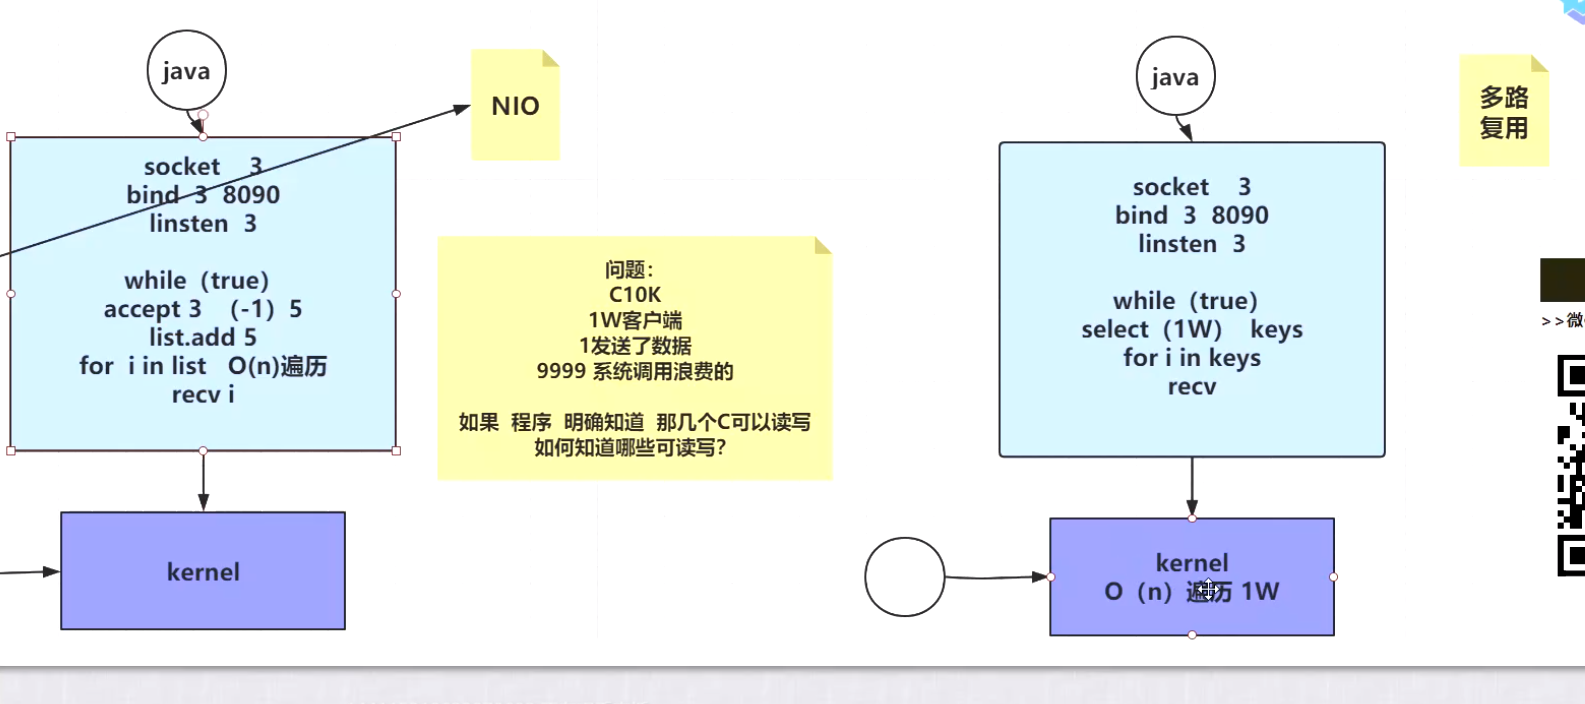 java
NIO
socket 3
bind 3 8090
linsten 3
while（true）
accept 3 （-1）5
list.add 5
for i in list O(n)遍历
recv i
kernel
问题：
C10K
1W客户端
1发送了数据
9999 系统调用浪费的
如果 程序 明确知道 那几个C可以读写
如何知道哪些可读写？
java
多路
复用
socket 3
bind 3 8090
linsten 3
while（true）
select（1W） keys
for i in keys
recv
kernel
O（n）遍历 1W
>>微